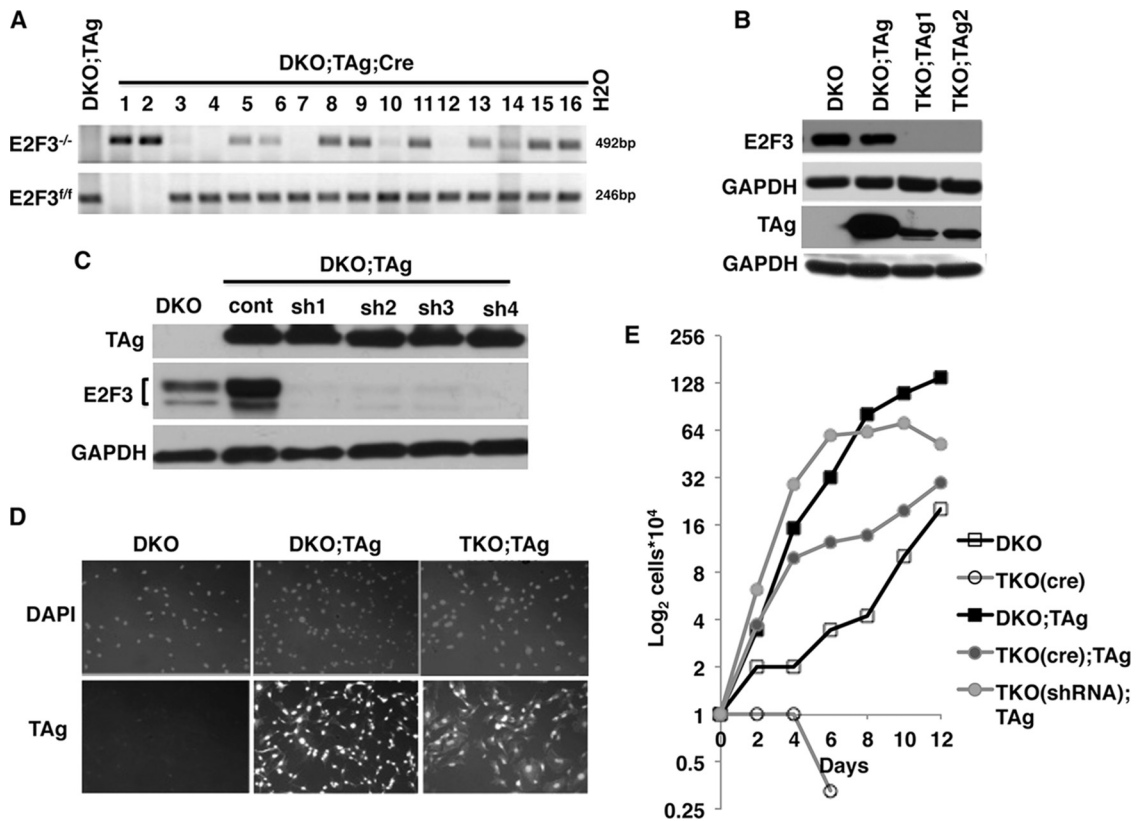 A
DKO;TAg
DKO;TAg;Cre
H2O
1 2 3 4 5 6 7 8 9 10 11 12 13 14 15 16
E2F3-/-
492bp
E2F3f/f
246bp
B
DKO
DKO;TAg
TKO;TAg1
TKO;TAg2
E2F3
GAPDH
TAg
GAPDH
C
DKO;TAg
DKO cont sh1 sh2 sh3 sh4
TAg
E2F3
GAPDH
D
DKO DKO;TAg TKO;TAg
DAPI
TAg
E
Log2 cells*10^4
256
128
64
32
16
8
4
2
1
0.5
0.25
0 2 4 6 8 10 12
Days
DKO
TKO(cre)
DKO;TAg
TKO(cre);TAg
TKO(shRNA);
TAg